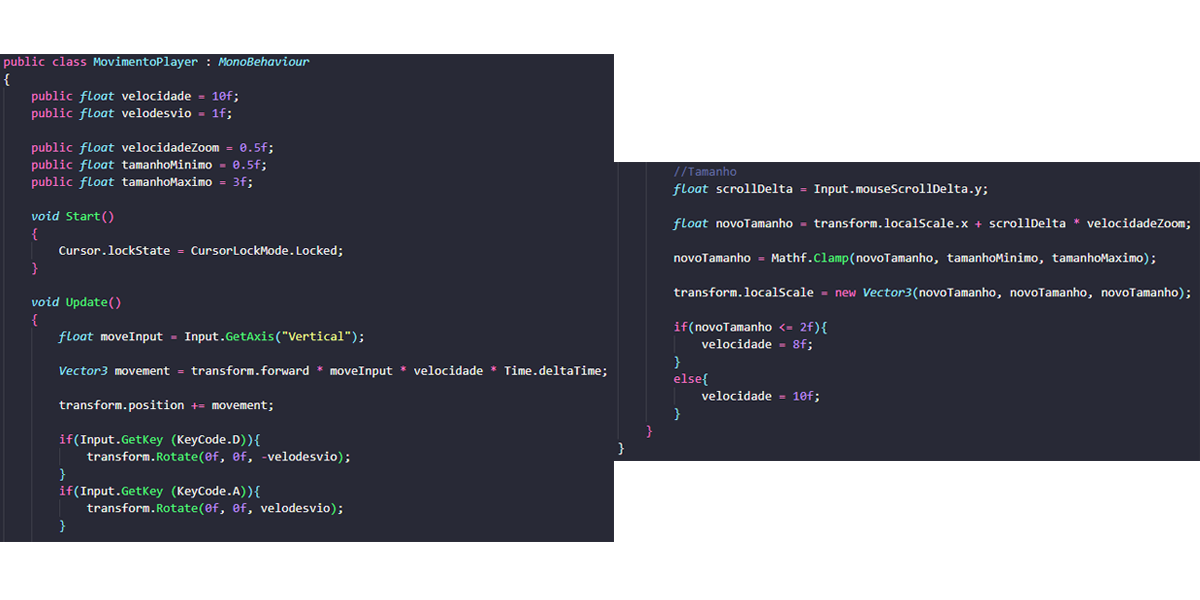 public class MovimentoPlayer : MonoBehaviour
{
public float velocidade = 10f;
public float velodesvio = 1f;
public float velocidadeZoom = 0.5f;
public float tamanhoMinimo = 0.5f;
public float tamanhoMaximo = 3f;
void Start()
{
Cursor.lockState = CursorLockMode.Locked;
}
void Update()
{
float moveInput = Input.GetAxis("Vertical");
Vector3 movement = transform.forward * moveInput * velocidade * Time.deltaTime;
transform.position += movement;
if(Input.GetKey (KeyCode.D)){
transform.Rotate(0f, 0f, -velodesvio);
}
if(Input.GetKey (KeyCode.A)){
transform.Rotate(0f, 0f, velodesvio);
}
//Tamanho
float scrollDelta = Input.mouseScrollDelta.y;
float novoTamanho = transform.localScale.x + scrollDelta * velocidadeZoom;
novoTamanho = Mathf.Clamp(novoTamanho, tamanhoMinimo, tamanhoMaximo);
transform.localScale = new Vector3(novoTamanho, novoTamanho, novoTamanho);
if(novoTamanho <= 2f){
velocidade = 8f;
}
else{
velocidade = 10f;
}
}
}